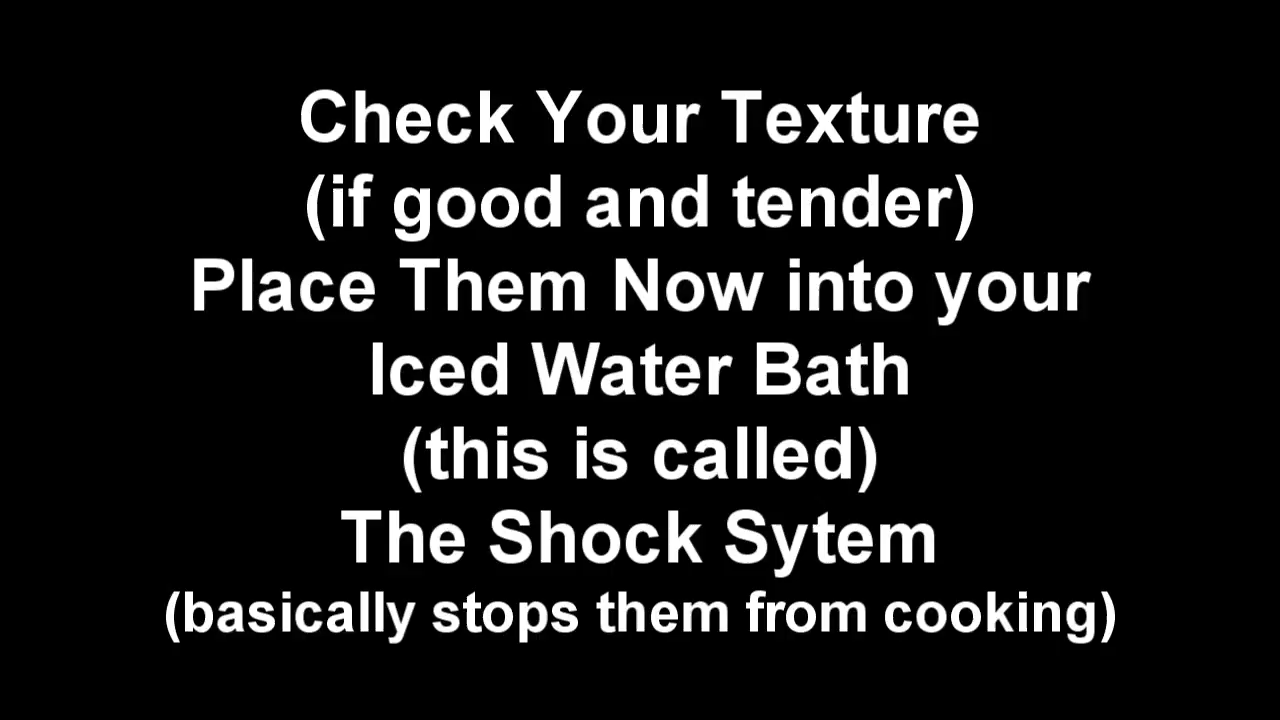 Check Your Texture
(if good and tender)
Place Them Now into your
Iced Water Bath
(this is called)
The Shock Sytem
(basically stops them from cooking)